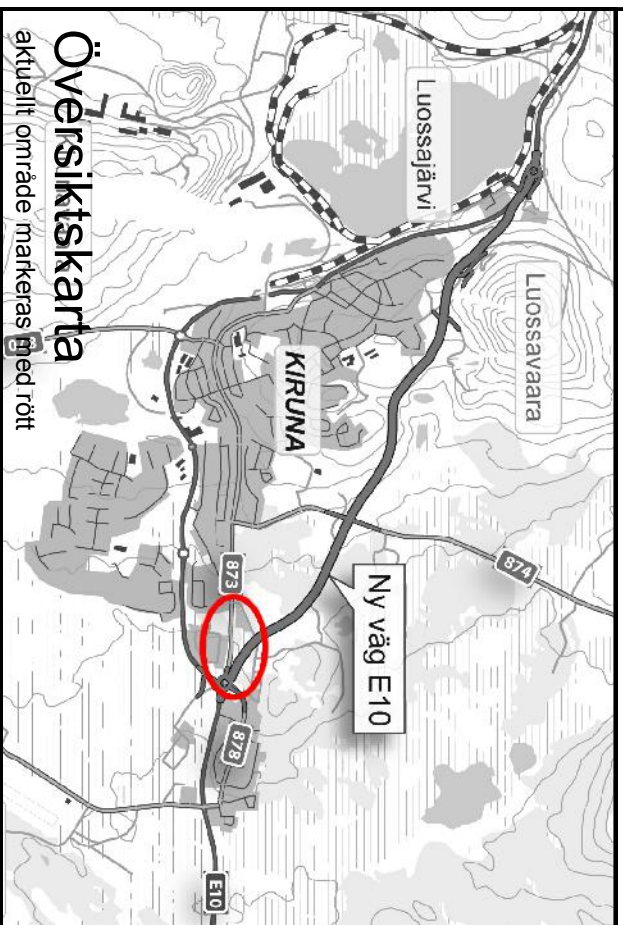 Översiktskarta
aktuellt område markeras med rött
Luossajärvi
Luossavaara
KIRUNA
Ny väg E10
874
873
878
E10